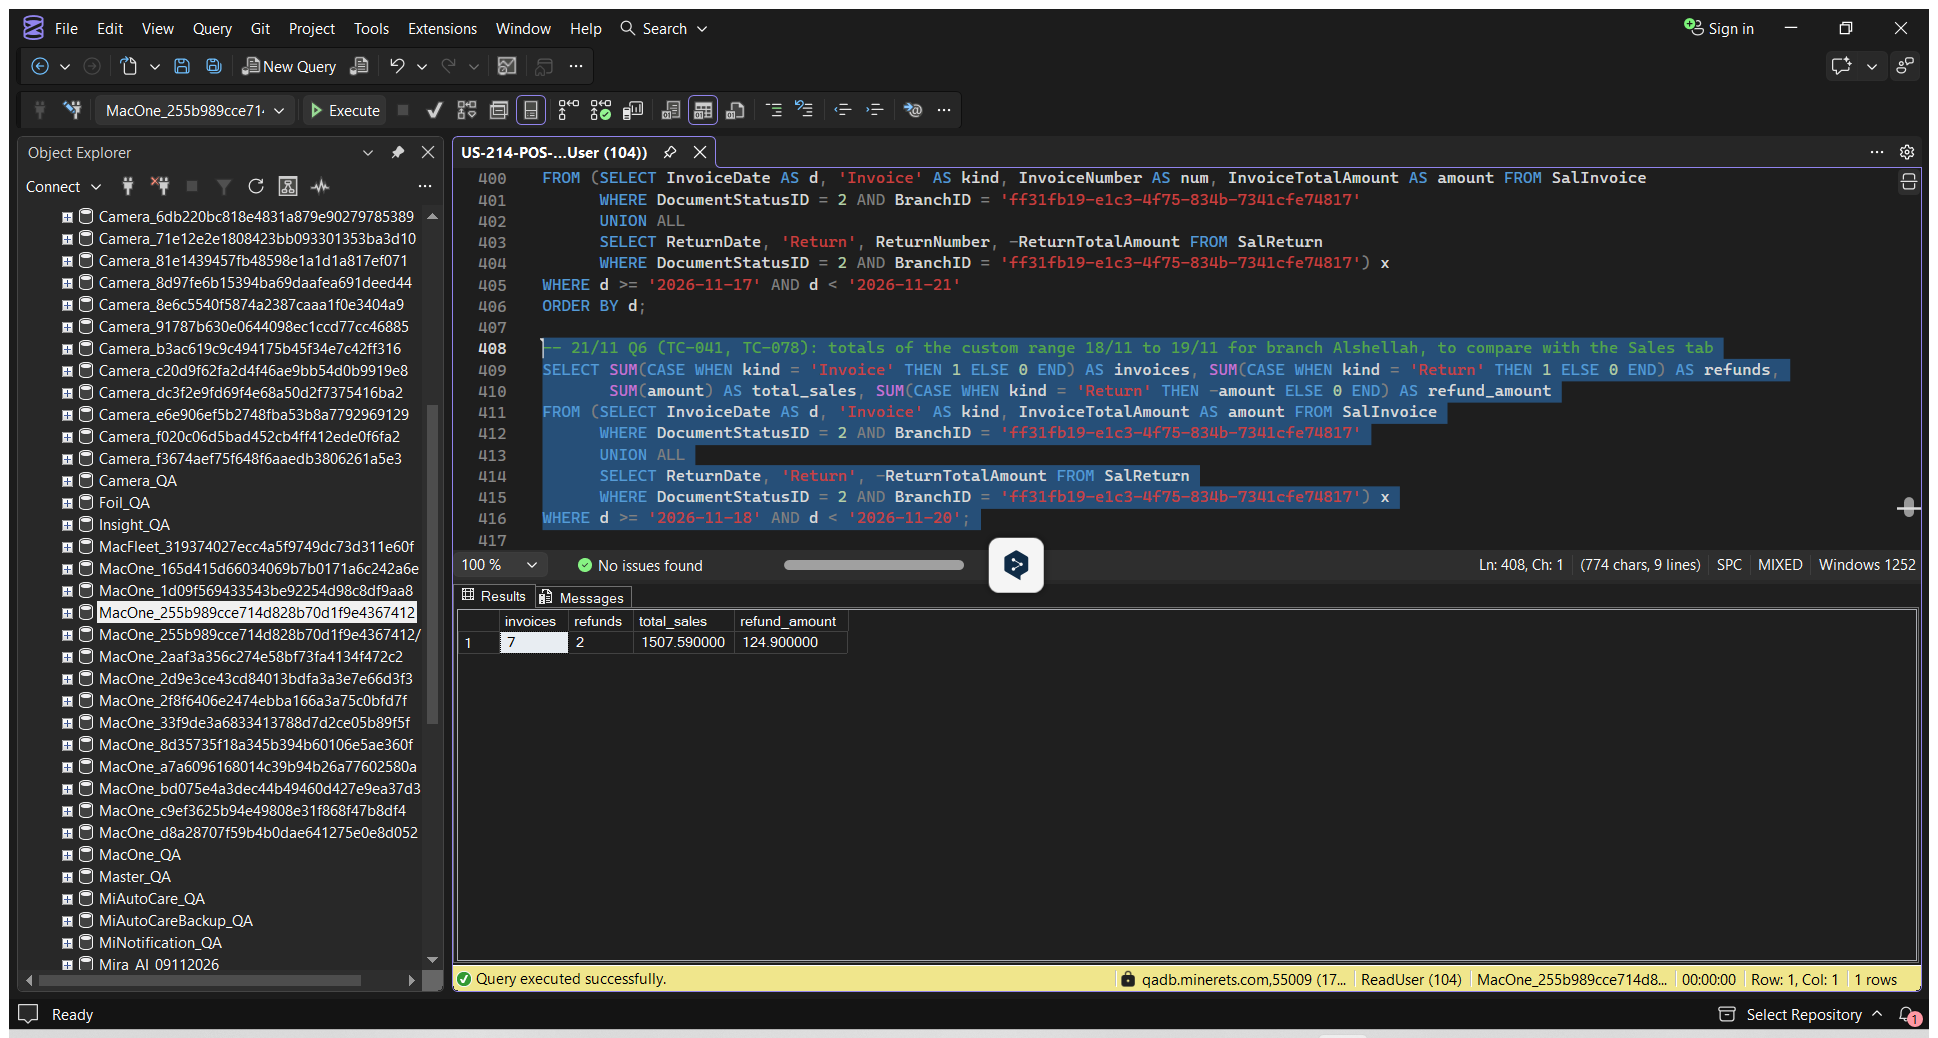 File Edit View Query Git Project Tools Extensions Window Help Search Sign in
New Query
MacOne_255b989cce714 Execute
Object Explorer
Connect
Camera_6db220bc818e4831a879e90279785389
Camera_71e12e2e1808423bb093301353ba3d10
Camera_81e1439457fb48598e1a1d1a817ef071
Camera_8d97fe6b15394ba69daafea691deed44
Camera_8e6c5540f5874a2387caaa1f0e3404a9
Camera_91787b630e0644098ec1ccd77cc46885
Camera_b3ac619c9c494175b45f34e7c42ff316
Camera_c20d9f62fa2d4f46ae9bb54d0b9919e8
Camera_dc3f2e9fd69f4e68a50d2f7375416ba2
Camera_e6e906ef5b2748fba53b8a7792969129
Camera_f020c06d5bad452cb4ff412ede0f6fa2
Camera_f3674aef75f648f6aaedb3806261a5e3
Camera_QA
Foil_QA
Insight_QA
MacFleet_319374027ecc4a5f9749dc73d311e60f
MacOne_165d415d66034069b7b0171a6c242a6e
MacOne_1d09f569433543be92254d98c8df9aa8
MacOne_255b989cce714d828b70d1f9e4367412
MacOne_255b989cce714d828b70d1f9e4367412/
MacOne_2aaf3a356c274e58bf73fa4134f472c2
MacOne_2d9e3ce43cd84013bdfa3a3e7e66d3f3
MacOne_2f8f6406e2474ebba166a3a75c0bfd7f
MacOne_33f9de3a6833413788d7d2ce05b89f5f
MacOne_8d35735f18a345b394b60106e5ae360f
MacOne_a7a6096168014c39b94b26a77602580a
MacOne_bd075e4a3dec44b49460d427e9ea37d3
MacOne_c9ef3625b94e49808e31f868f47b8df4
MacOne_d8a28707f59b4b0dae641275e0e8d052
MacOne_QA
Master_QA
MiAutoCare_QA
MiAutoCareBackup_QA
MiNotification_QA
Mira_AI_09112026
US-214-POS-...User (104))
400 FROM (SELECT InvoiceDate AS d, 'Invoice' AS kind, InvoiceNumber AS num, InvoiceTotalAmount AS amount FROM SalInvoice
401 WHERE DocumentStatusID = 2 AND BranchID = 'ff31fb19-e1c3-4f75-834b-7341cfe74817'
402 UNION ALL
403 SELECT ReturnDate, 'Return', ReturnNumber, -ReturnTotalAmount FROM SalReturn
404 WHERE DocumentStatusID = 2 AND BranchID = 'ff31fb19-e1c3-4f75-834b-7341cfe74817') x
405 WHERE d >= '2026-11-17' AND d < '2026-11-21'
406 ORDER BY d;
407
408 -- 21/11 Q6 (TC-041, TC-078): totals of the custom range 18/11 to 19/11 for branch Alshellah, to compare with the Sales tab
409 SELECT SUM(CASE WHEN kind = 'Invoice' THEN 1 ELSE 0 END) AS invoices, SUM(CASE WHEN kind = 'Return' THEN 1 ELSE 0 END) AS refunds,
410 SUM(amount) AS total_sales, SUM(CASE WHEN kind = 'Return' THEN -amount ELSE 0 END) AS refund_amount
411 FROM (SELECT InvoiceDate AS d, 'Invoice' AS kind, InvoiceTotalAmount AS amount FROM SalInvoice
412 WHERE DocumentStatusID = 2 AND BranchID = 'ff31fb19-e1c3-4f75-834b-7341cfe74817'
413 UNION ALL
414 SELECT ReturnDate, 'Return', -ReturnTotalAmount FROM SalReturn
415 WHERE DocumentStatusID = 2 AND BranchID = 'ff31fb19-e1c3-4f75-834b-7341cfe74817') x
416 WHERE d >= '2026-11-18' AND d < '2026-11-20';
417
100 % No issues found Ln: 408, Ch: 1 (774 chars, 9 lines) SPC MIXED Windows 1252
Results Messages
invoices refunds total_sales refund_amount
1 7 2 1507.590000 124.900000
Query executed successfully. qadb.minerets.com,55009 (17... ReadUser (104) MacOne_255b989cce714d8... 00:00:00 Row: 1, Col: 1 1 rows
Ready Select Repository 1